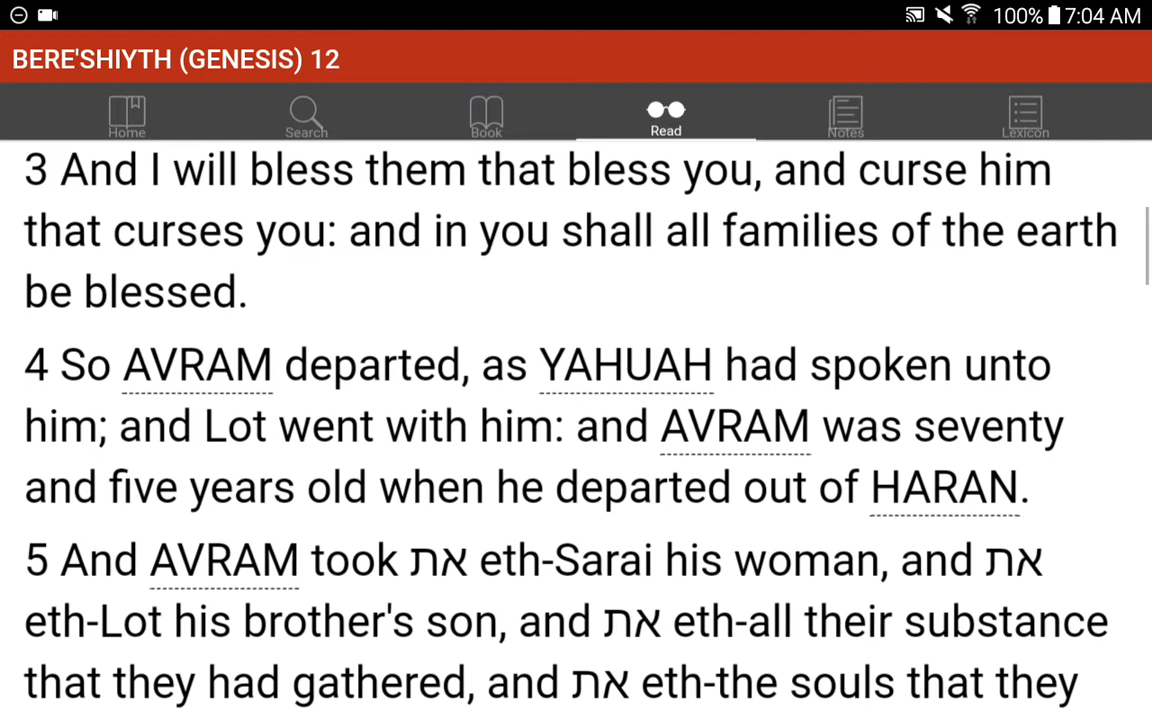 100% 7:04 AM
BERE'SHIYTH (GENESIS) 12
Home Search Book Read Notes Lexicon
3 And I will bless them that bless you, and curse him
that curses you: and in you shall all families of the earth
be blessed.
4 So AVRAM departed, as YAHUAH had spoken unto
him; and Lot went with him: and AVRAM was seventy
and five years old when he departed out of HARAN.
5 And AVRAM took את eth-Sarai his woman, and את
eth-Lot his brother's son, and את eth-all their substance
that they had gathered, and את eth-the souls that they